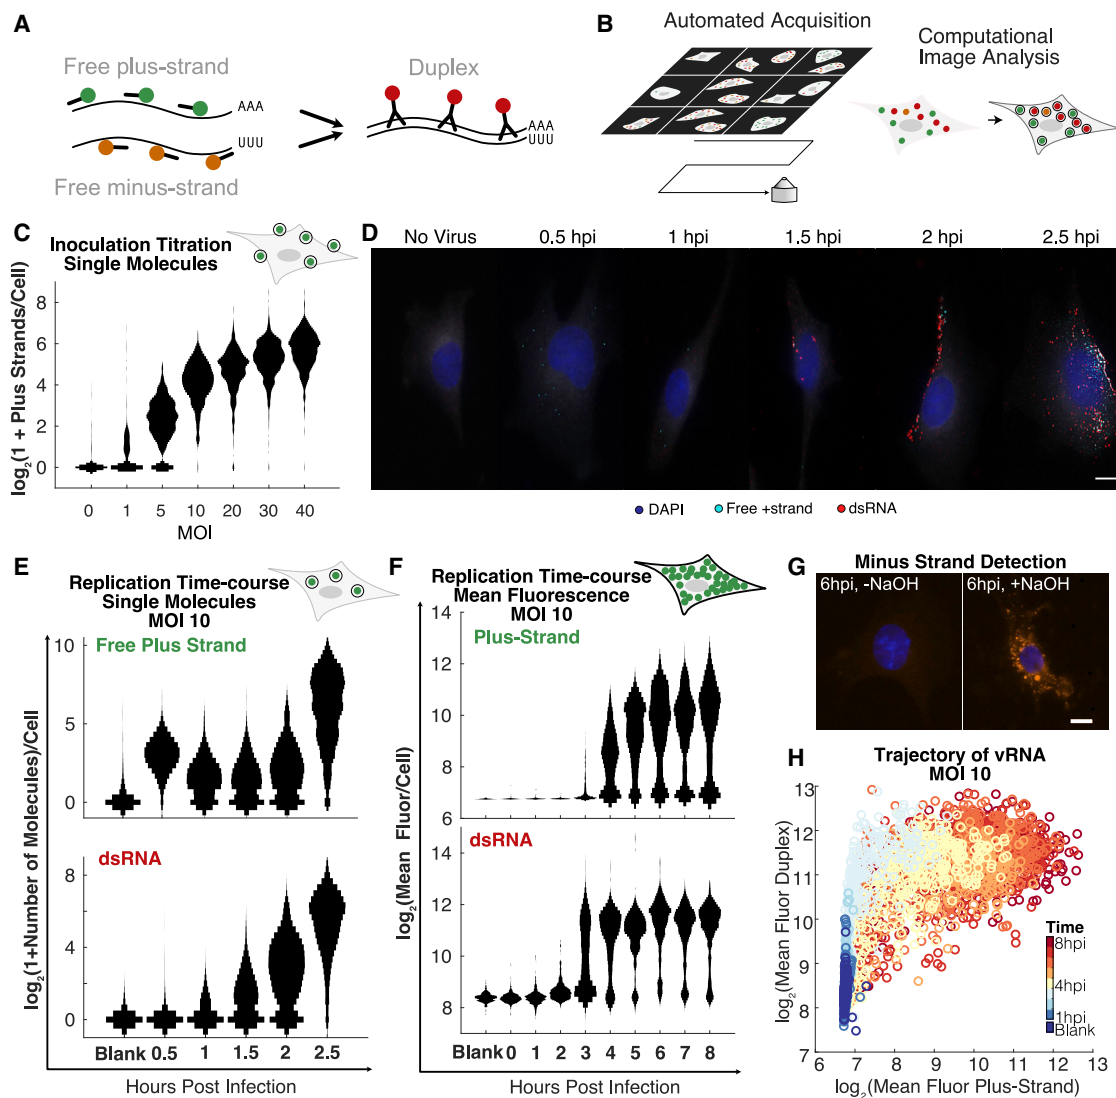 A
Free plus-strand
AAA
UUU
Free minus-strand
Duplex
AAA
UUU
B
Automated Acquisition
Computational
Image Analysis
C
Inoculation Titration
Single Molecules
log2(1 + Plus Strands/Cell)
8
6
4
2
0
0 1 5 10 20 30 40
MOI
D
No Virus 0.5 hpi 1 hpi 1.5 hpi 2 hpi 2.5 hpi
DAPI Free +strand dsRNA
E
Replication Time-course
Single Molecules
MOI 10
Free Plus Strand
10
5
0
dsRNA
8
4
0
log2(1+Number of Molecules)/Cell
Blank 0.5 1 1.5 2 2.5
Hours Post Infection
F
Replication Time-course
Mean Fluorescence
MOI 10
14
Plus-Strand
12
10
8
6
14
dsRNA
12
10
8
log2(Mean Fluor/Cell)
Blank 0 1 2 3 4 5 6 7 8
Hours Post Infection
G
Minus Strand Detection
6hpi, -NaOH
6hpi, +NaOH
H
Trajectory of vRNA
MOI 10
log2(Mean Fluor Duplex)
13
12
11
10
9
8
7
Time
8hpi
4hpi
1hpi
Blank
6 7 8 9 10 11 12 13
log2(Mean Fluor Plus-Strand)